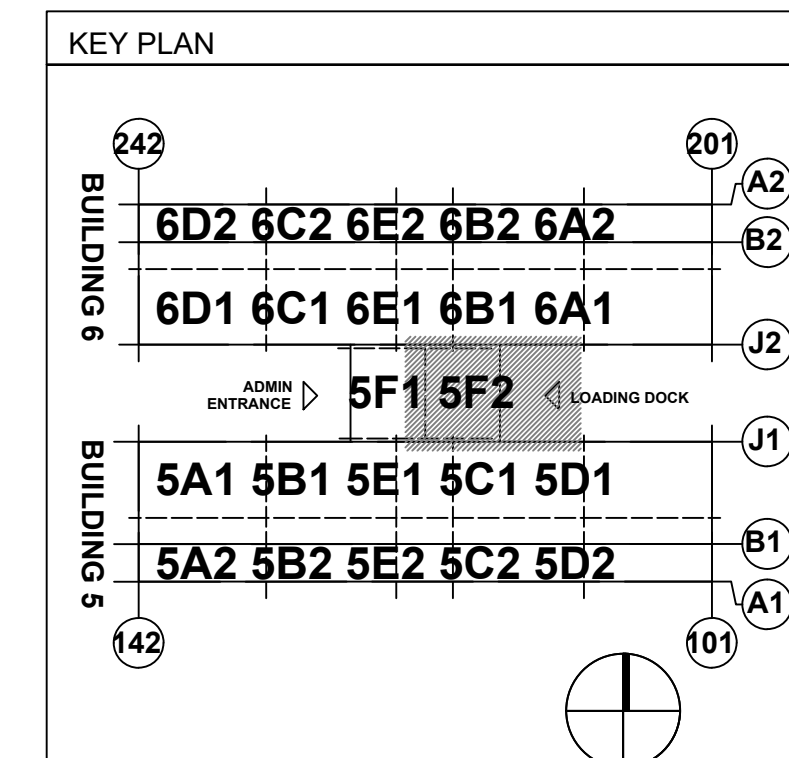 KEY PLAN
242
201
A2
BUILDING 6
6D2 6C2 6E2 6B2 6A2
B2
6D1 6C1 6E1 6B1 6A1
J2
ADMIN
ENTRANCE
5F1 5F2
LOADING DOCK
J1
BUILDING 5
5A1 5B1 5E1 5C1 5D1
B1
5A2 5B2 5E2 5C2 5D2
A1
142
101